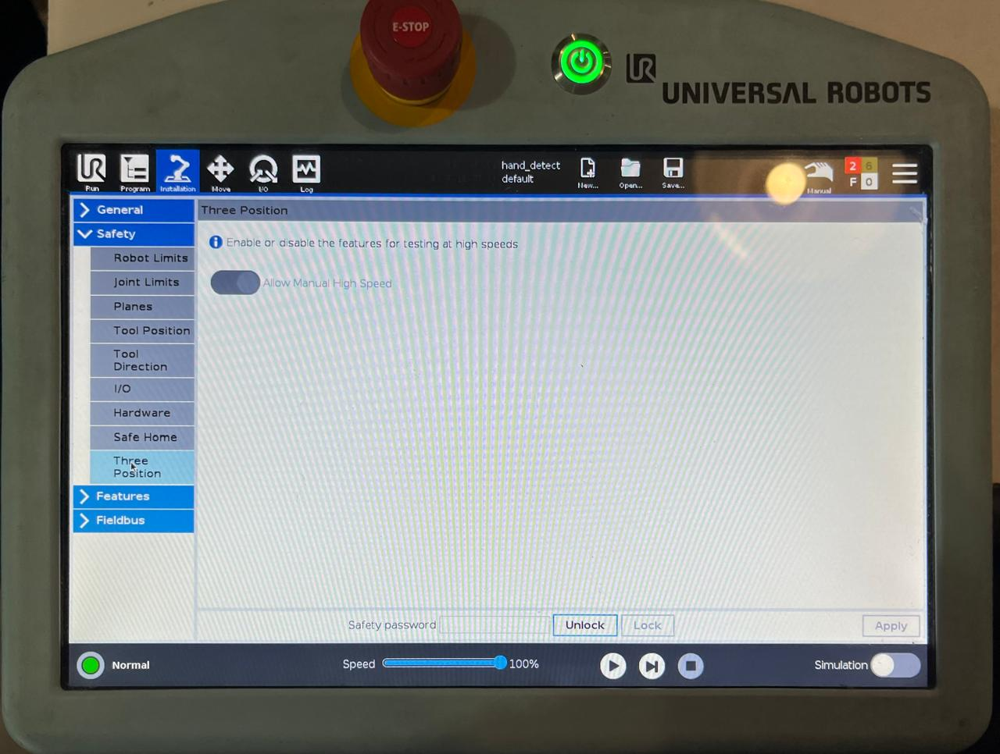 E-STOP
UR
UNIVERSAL ROBOTS
UR
Run
Program
Installation
Move
I/O
Log
hand_detect
default
New...
Open...
Save...
Manual
2 6
F 0
General
Three Position
Safety
Enable or disable the features for testing at high speeds
Robot Limits
Joint Limits
Allow Manual High Speed
Planes
Tool Position
Tool
Direction
I/O
Hardware
Safe Home
Three
Position
Features
Fieldbus
Safety password
Unlock
Lock
Apply
Normal
Speed
100%
Simulation